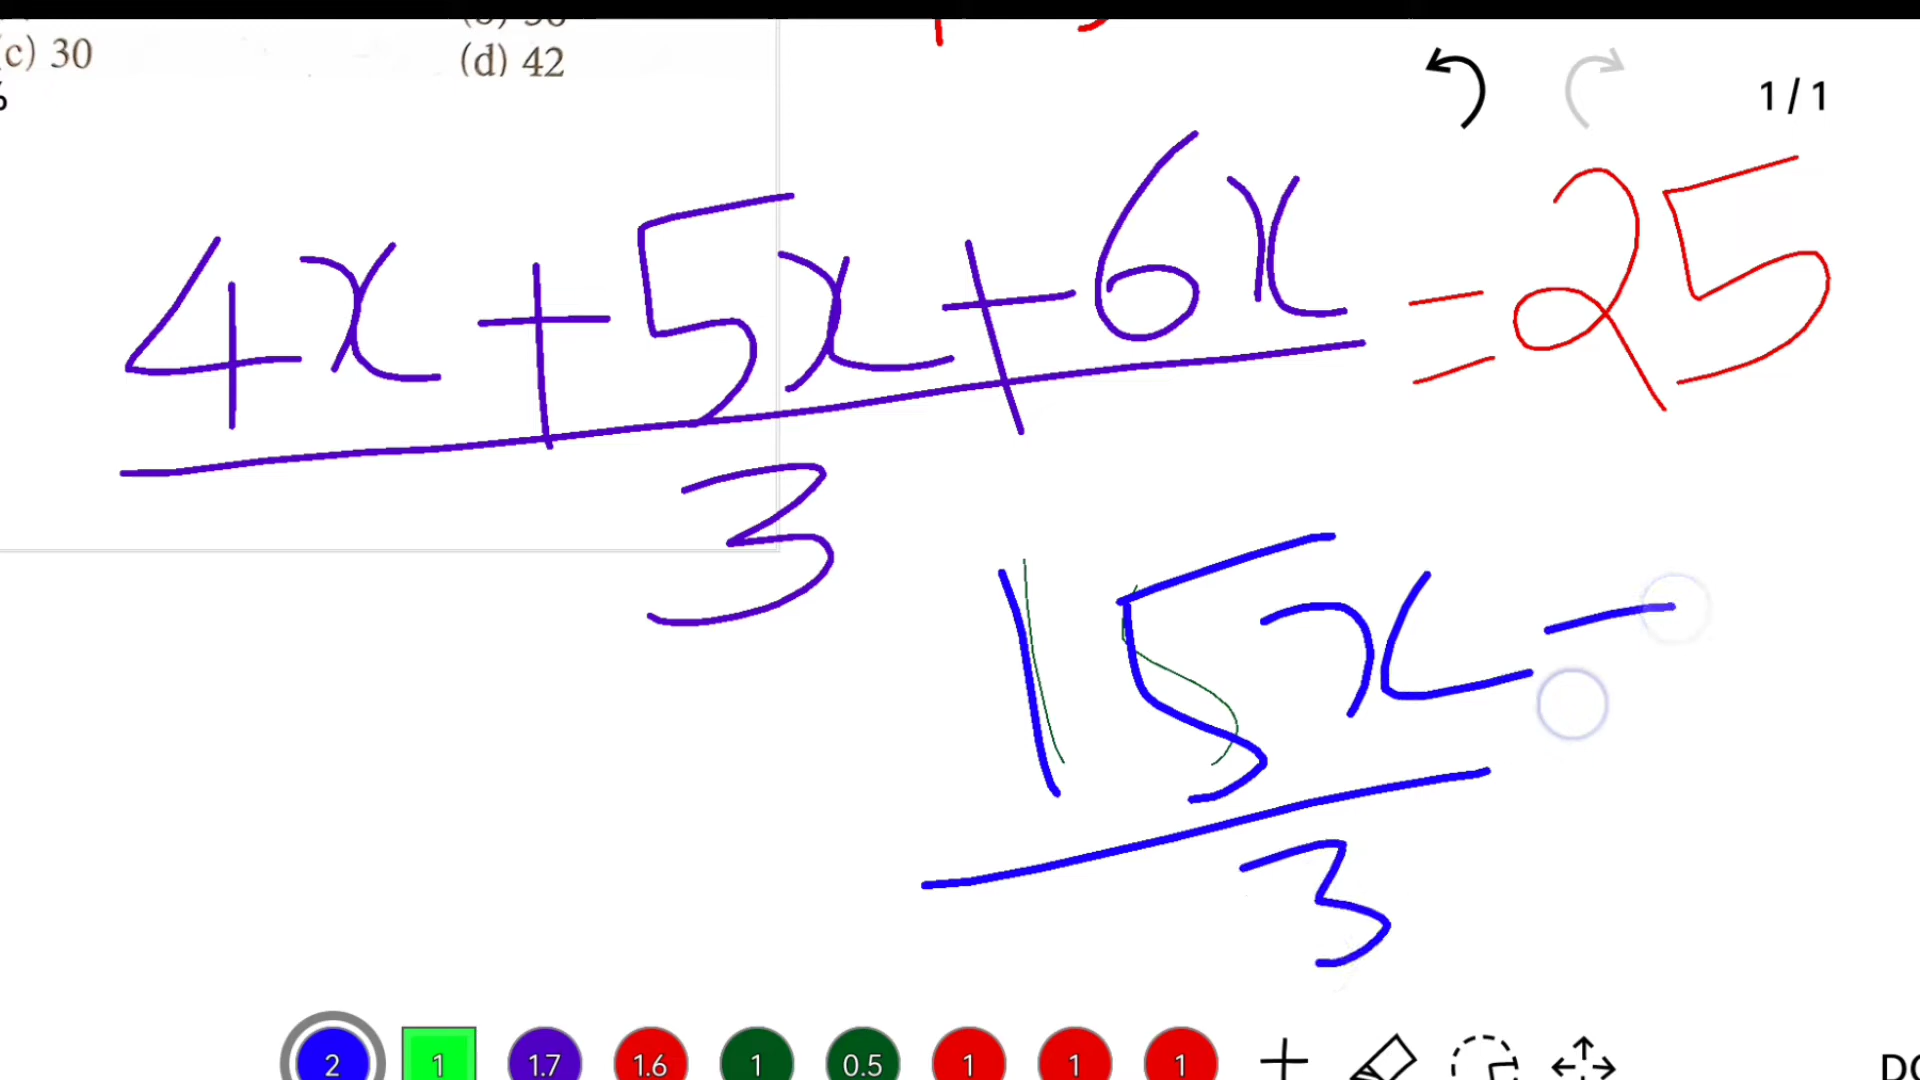 (c) 30
(d) 42
1 / 1
4x + 5x + 6x = 25
3
15x =
3
2 1 1.7 1.6 1 0.5 1 1 1